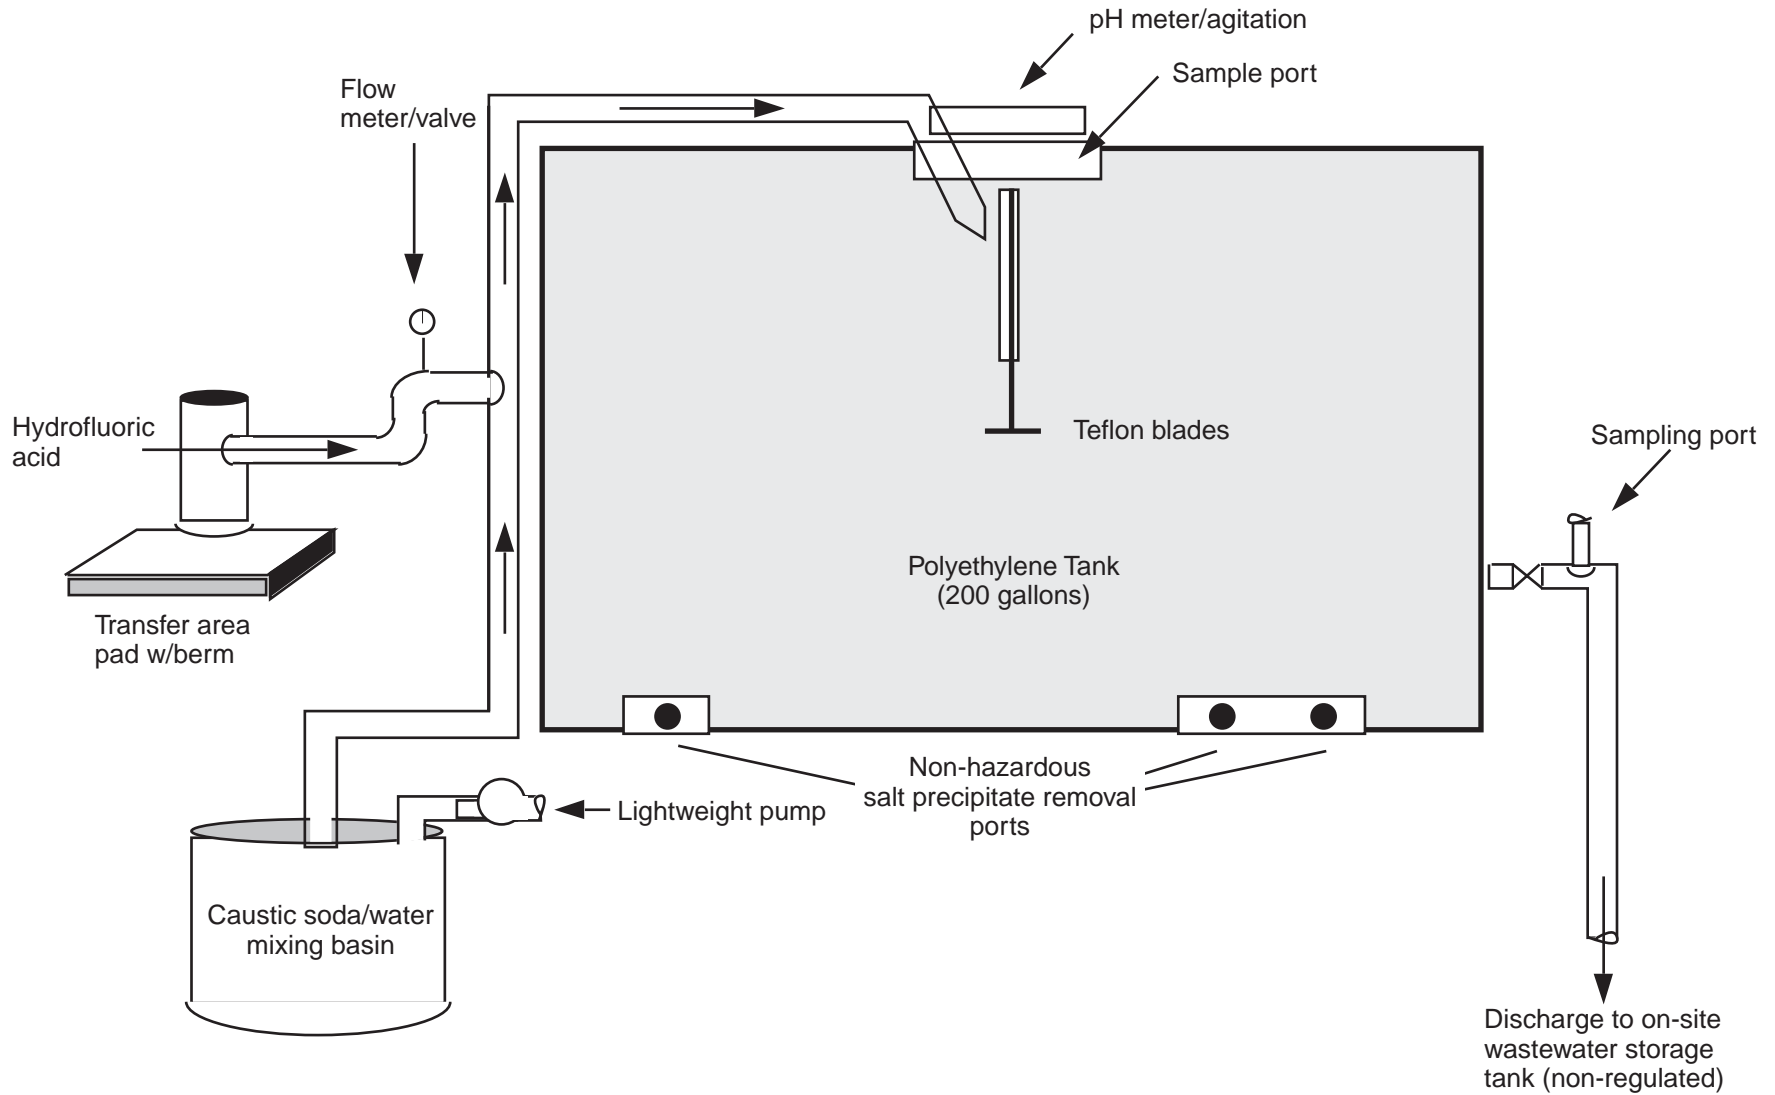 pH meter/agitation
Sample port
Flow
meter/valve
Hydrofluoric
acid
Teflon blades
Sampling port
Polyethylene Tank
(200 gallons)
Transfer area
pad w/berm
Non-hazardous
salt precipitate removal
ports
Lightweight pump
Caustic soda/water
mixing basin
Discharge to on-site
wastewater storage
tank (non-regulated)